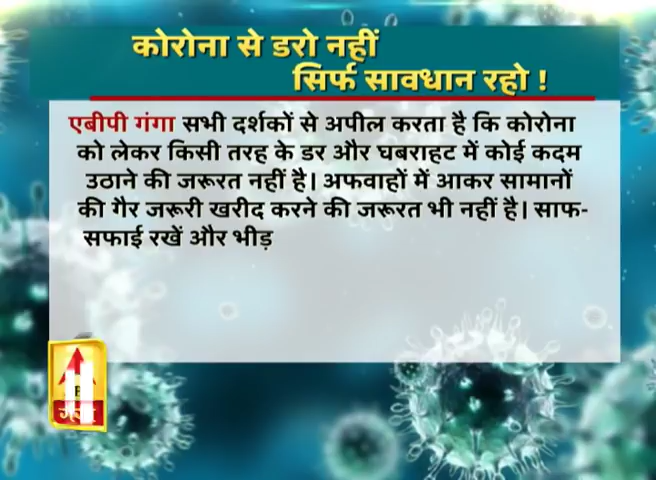 कोरोना से डरो नहीं
सिर्फ सावधान रहो !
एबीपी गंगा सभी दर्शकों से अपील करता है कि कोरोना
को लेकर किसी तरह के डर और घबराहट में कोई कदम
उठाने की जरूरत नहीं है। अफवाहों में आकर सामानों
की गैर जरूरी खरीद करने की जरूरत भी नहीं है। साफ-
सफाई रखें और भीड़